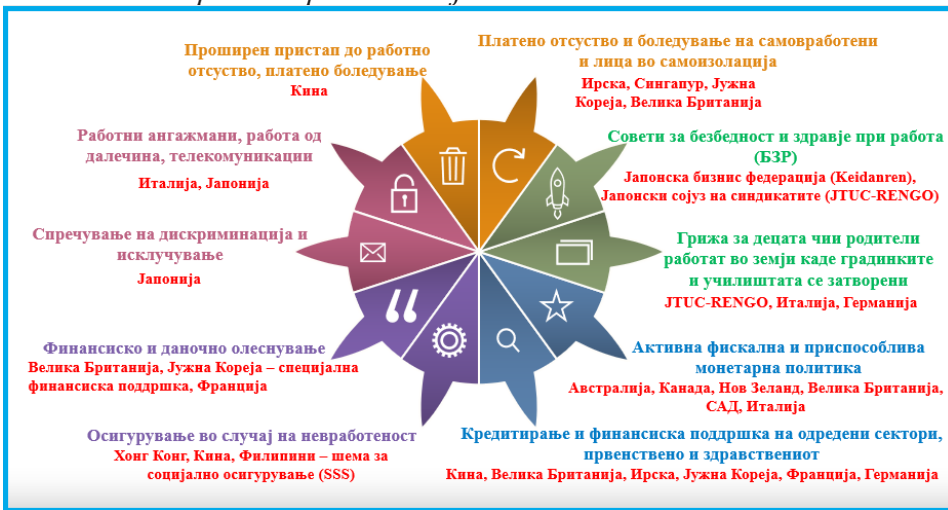 Проширен пристап до работно
отсуство, платено боледување
Кина
Платено отсуство и боледување на самовработени
и лица во самоизолација
Ирска, Сингапур, Јужна
Кореја, Велика Британија
Работни ангажмани, работа од
далечина, телекомуникации
Италија, Јапонија
Совети за безбедност и здравје при работа
(БЗР)
Јапонска бизнис федерација (Keidanren),
Јапонски сојуз на синдикатите (JTUC-RENGO)
Спречување на дискриминација и
исклучување
Јапонија
Грижа за децата чии родители
работат во земји каде градинките
и училиштата се затворени
JTUC-RENGO, Италија, Германија
Финансиско и даночно олеснување
Велика Британија, Јужна Кореја – специјална
финансиска поддршка, Франција
Активна фискална и приспособлива
монетарна политика
Австралија, Канада, Нов Зеланд, Велика Британија,
САД, Италија
Осигурување во случај на невработеност
Хонг Конг, Кина, Филипини – шема за
социјално осигурување (SSS)
Кредитирање и финансиска поддршка на одредени сектори,
првенствено и здравствениот
Кина, Велика Британија, Ирска, Јужна Кореја, Франција, Германија